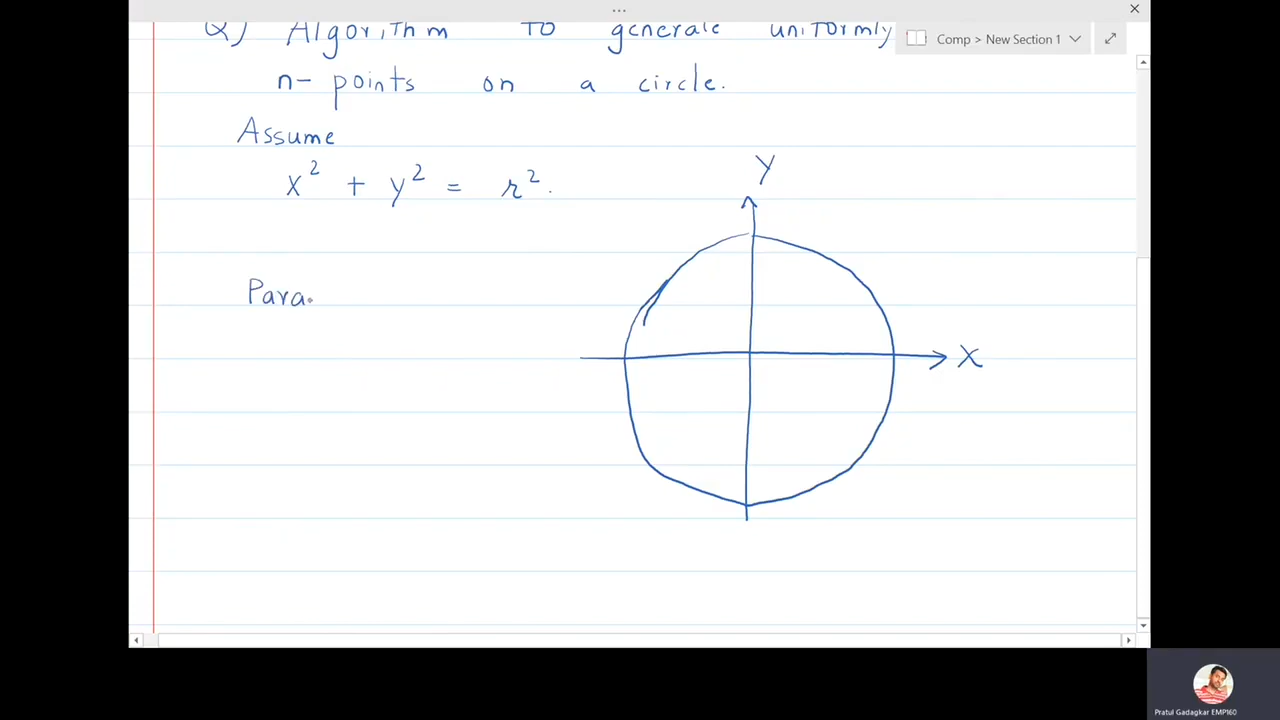 Q) Algorithm to generate uniformly
Comp > New Section 1
n- points on a circle.
Assume
x² + y² = r².
Y
Para
X
Pratul Gadagkar EMP160